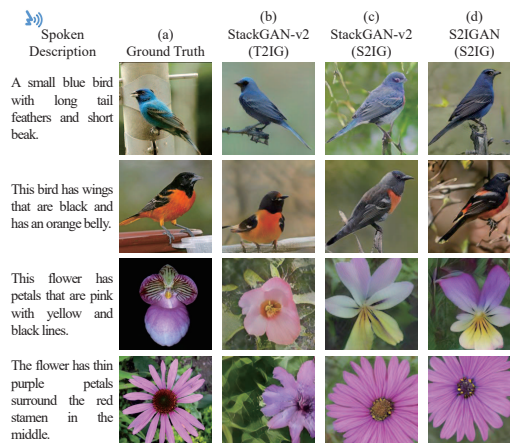 Spoken
Description
(a)
Ground Truth
(b)
StackGAN-v2
(T2IG)
(c)
StackGAN-v2
(S2IG)
(d)
S2IGAN
(S2IG)
A small blue bird
with long tail
feathers and short
beak.
This bird has wings
that are black and
has an orange belly.
This flower has
petals that are pink
with yellow and
black lines.
The flower has thin
purple petals
surround the red
stamen in the
middle.